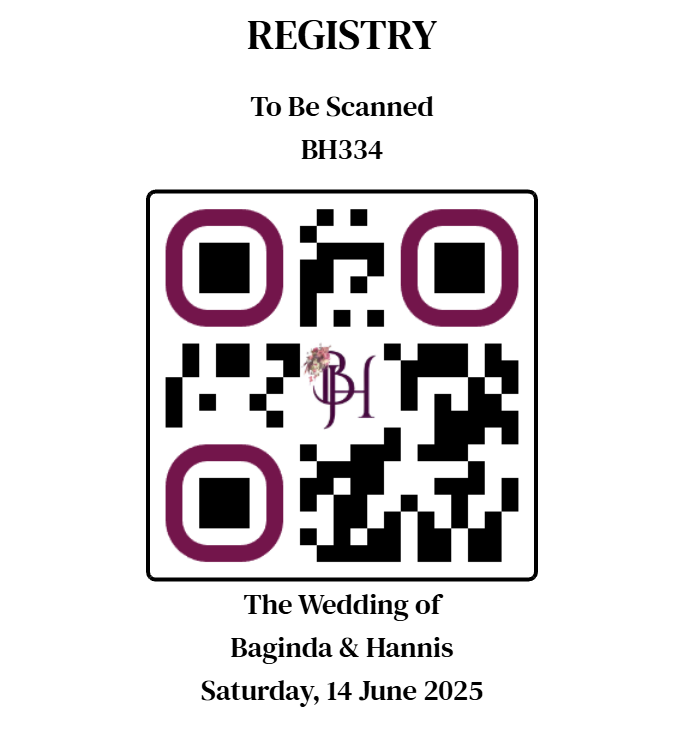 REGISTRY
To Be Scanned
BH334
BH
The Wedding of
Baginda & Hannis
Saturday, 14 June 2025